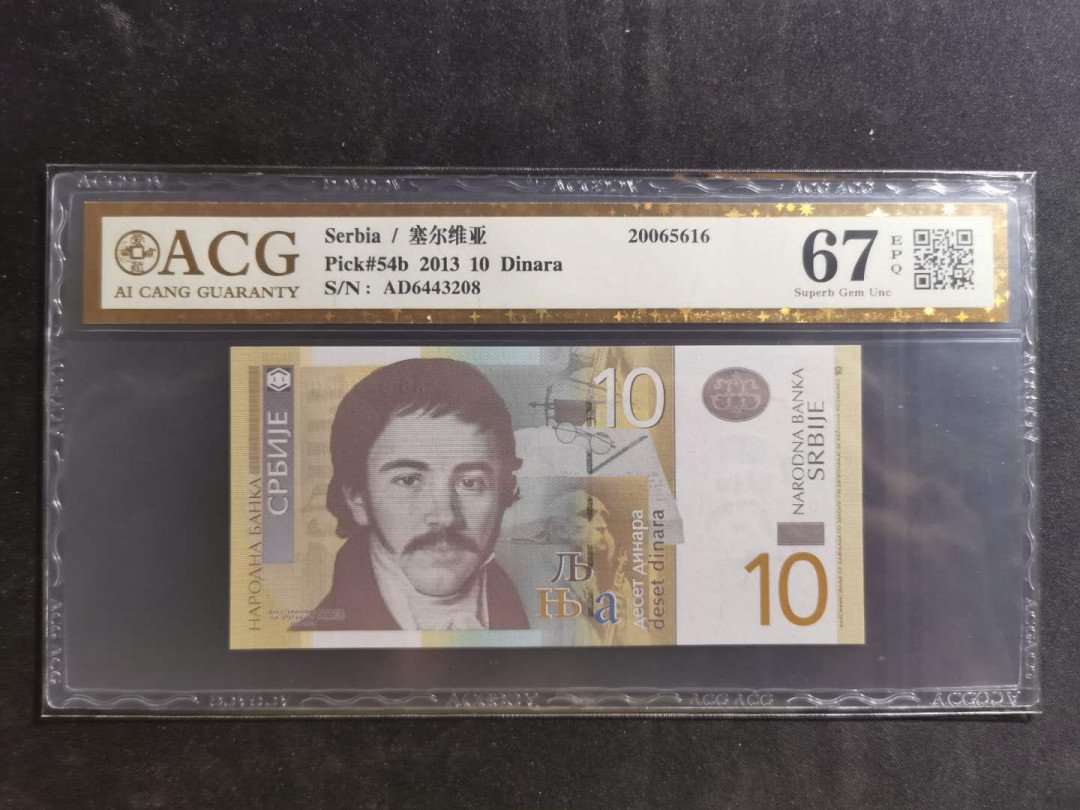 ACG
AI CANG GUARANTY
Serbia / 塞尔维亚
20065616
Pick#54b 2013 10 Dinara
S/N: AD6443208
67
EPQ
Superb Gem Unc
НАРОДНА БАНКА
СРБИЈЕ
10
Љ
Њ a
десет динара
deset dinara
NARODNA BANKA
SRBIJE
10